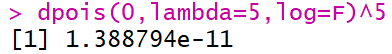 > dpois(0,lambda=5,log=F)^5
[1] 1.388794e-11